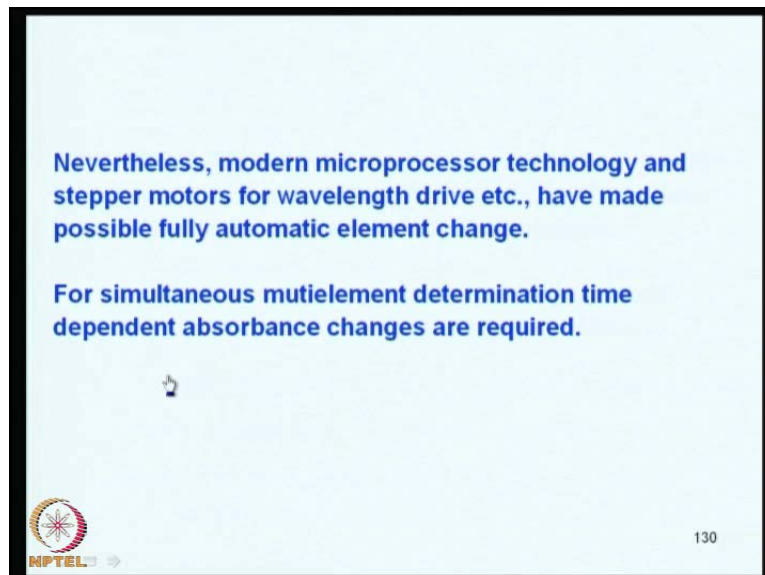 Nevertheless, modern microprocessor technology and
stepper motors for wavelength drive etc., have made
possible fully automatic element change.
For simultaneous mutielement determination time
dependent absorbance changes are required.
130
NPTEL